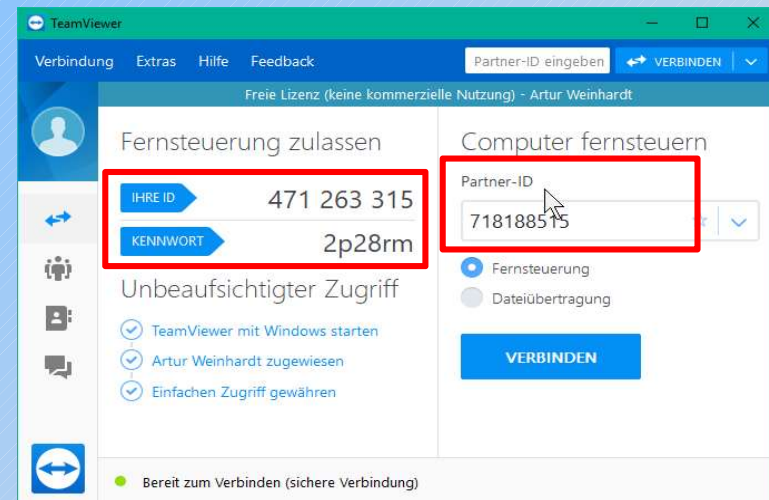 TeamViewer
Verbindung Extras Hilfe Feedback Partner-ID eingeben VERBINDEN
Freie Lizenz (keine kommerzielle Nutzung) - Artur Weinhardt
Fernsteuerung zulassen
IHRE ID 471 263 315
KENNWORT 2p28rm
Unbeaufsichtigter Zugriff
TeamViewer mit Windows starten
Artur Weinhardt zugewiesen
Einfachen Zugriff gewähren
Computer fernsteuern
Partner-ID
718188515
Fernsteuerung
Dateiübertragung
VERBINDEN
Bereit zum Verbinden (sichere Verbindung)